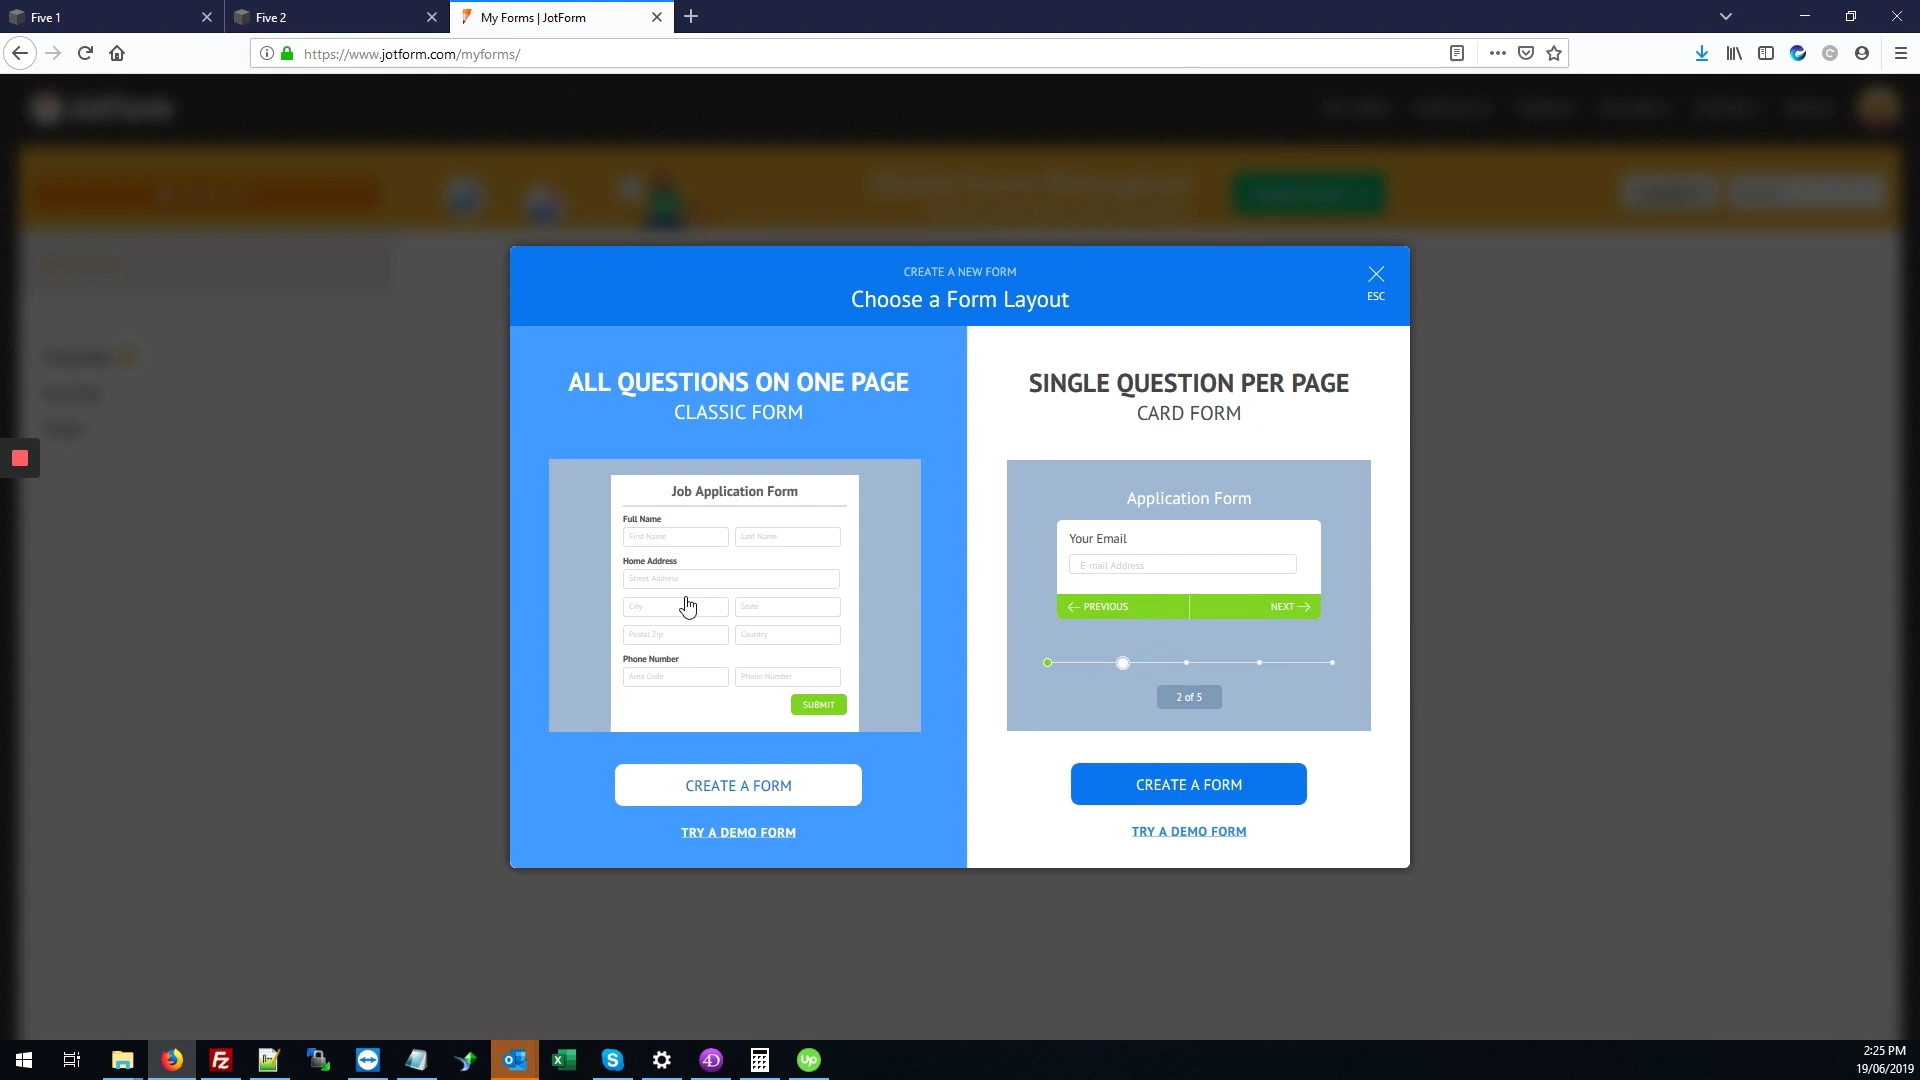 Five 1
Five 2
My Forms | JotForm
https://www.jotform.com/myforms/
CREATE A NEW FORM
Choose a Form Layout
ESC
ALL QUESTIONS ON ONE PAGE
CLASSIC FORM
Job Application Form
Full Name
First Name
Last Name
Home Address
Street Address
City
State
Postal Zip
Country
Phone Number
Area Code
Phone Number
SUBMIT
CREATE A FORM
TRY A DEMO FORM
SINGLE QUESTION PER PAGE
CARD FORM
Application Form
Your Email
E-mail Address
PREVIOUS
NEXT
2 of 5
CREATE A FORM
TRY A DEMO FORM
2:25 PM
19/06/2019